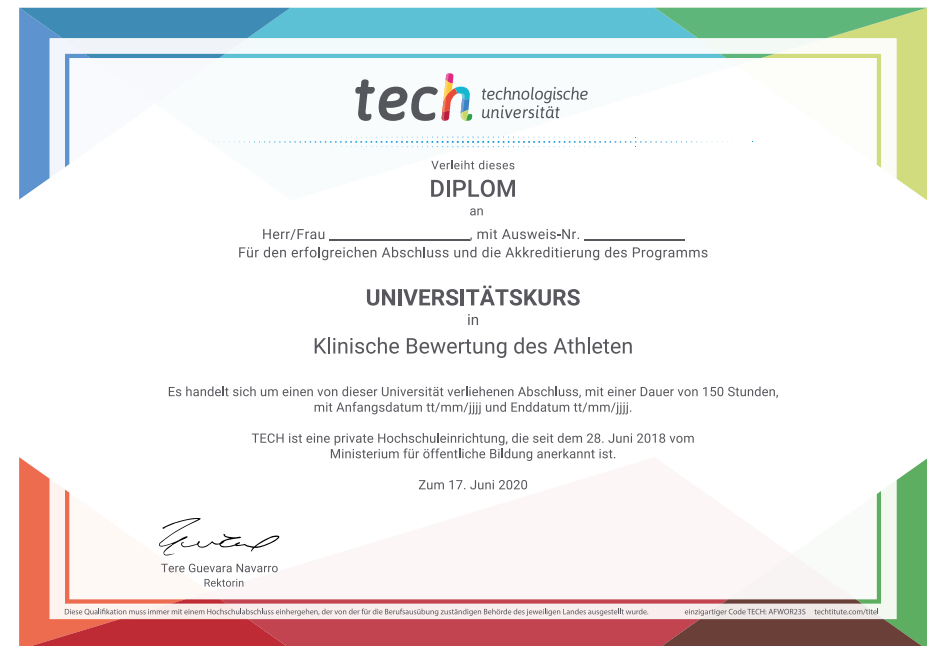 tech technologische
universität
Verleiht dieses
DIPLOM
an
Herr/Frau ____________, mit Ausweis-Nr. ____________
Für den erfolgreichen Abschluss und die Akkreditierung des Programms
UNIVERSITÄTSKURS
in
Klinische Bewertung des Athleten
Es handelt sich um einen von dieser Universität verliehenen Abschluss, mit einer Dauer von 150 Stunden,
mit Anfangsdatum tt/mm/jjjj und Enddatum tt/mm/jjjj.
TECH ist eine private Hochschuleinrichtung, die seit dem 28. Juni 2018 vom
Ministerium für öffentliche Bildung anerkannt ist.
Zum 17. Juni 2020
Tere Guevara Navarro
Rektorin
Diese Qualifikation muss immer mit einem Hochschulabschluss einhergehen, der von der für die Berufsausübung zuständigen Behörde des jeweiligen Landes ausgestellt wurde. einzigartiger Code TECH: AFWOR23S techtitute.com/titel